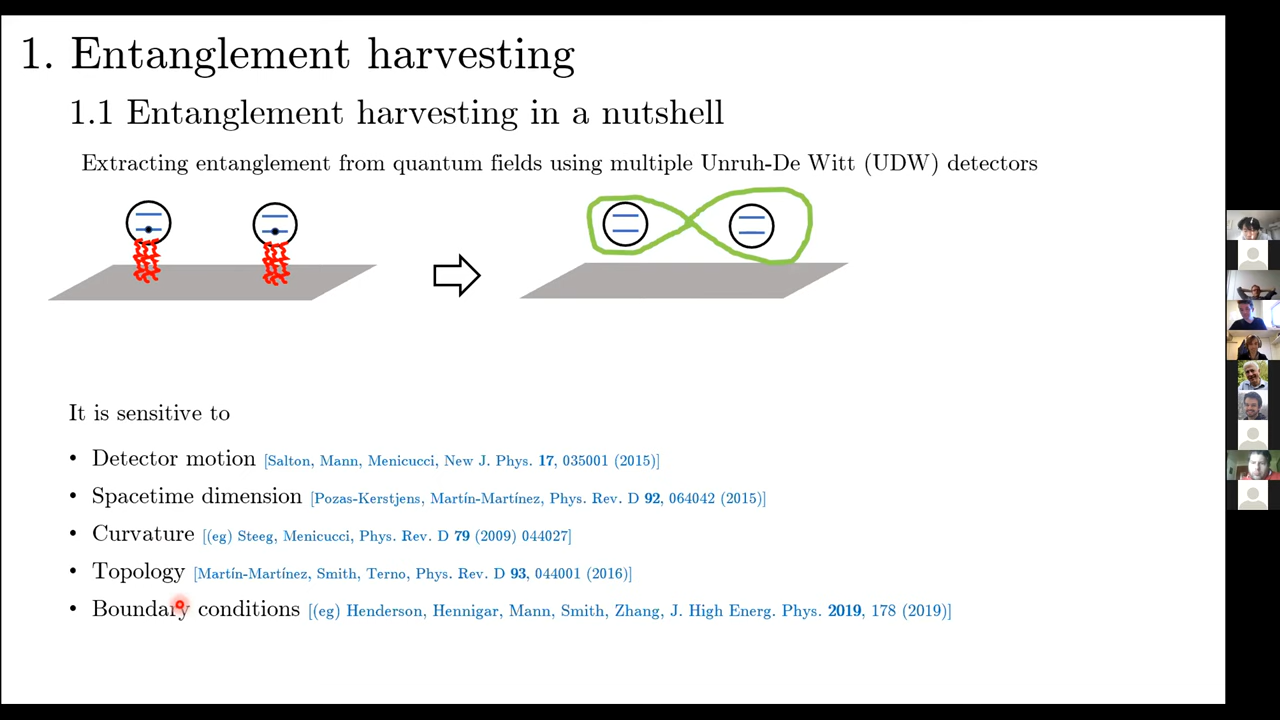 1. Entanglement harvesting
1.1 Entanglement harvesting in a nutshell
Extracting entanglement from quantum fields using multiple Unruh-De Witt (UDW) detectors
It is sensitive to
• Detector motion [Salton, Mann, Menicucci, New J. Phys. 17, 035001 (2015)]
• Spacetime dimension [Pozas-Kerstjens, Martín-Martínez, Phys. Rev. D 92, 064042 (2015)]
• Curvature [(eg) Steeg, Menicucci, Phys. Rev. D 79 (2009) 044027]
• Topology [Martín-Martínez, Smith, Terno, Phys. Rev. D 93, 044001 (2016)]
• Boundary conditions [(eg) Henderson, Hennigar, Mann, Smith, Zhang, J. High Energ. Phys. 2019, 178 (2019)]